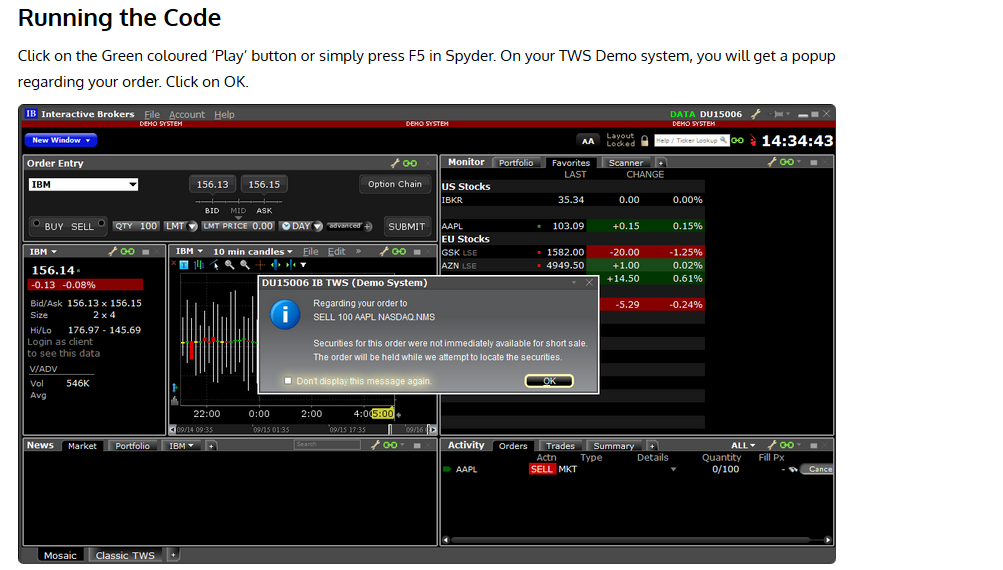 Running the Code
Click on the Green coloured ‘Play’ button or simply press F5 in Spyder. On your TWS Demo system, you will get a popup
regarding your order. Click on OK.
IB Interactive Brokers File Account Help DATA DU15006
DEMO SYSTEM DEMO SYSTEM DEMO SYSTEM
New Window AA Layout Locked Help / Ticker Lookup 14:34:43
Order Entry
IBM 156.13 156.15 Option Chain
BID MID ASK
BUY SELL QTY 100 LMT LMT PRICE 0.00 DAY advanced SUBMIT
Monitor Portfolio Favorites Scanner +
LAST CHANGE
US Stocks
IBKR 35.34 0.00 0.00%
AAPL 103.09 +0.15 0.15%
EU Stocks
GSK LSE 1582.00 -20.00 -1.25%
AZN LSE 4949.50 +1.00 0.02%
+14.50 0.61%
-5.29 -0.24%
IBM
156.14
-0.13 -0.08%
Bid/Ask 156.13 x 156.15
Size 2 x 4
Hi/Lo 176.97 - 145.69
Login as client
to see this data
V/ADV
Vol 546K
Avg
IBM 10 min candles File Edit »
22:00 0:00 2:00 4:00 5:00
09/14 09:35 09/15 01:35 09/15 17:35 09/16
DU15006 IB TWS (Demo System)
Regarding your order to
SELL 100 AAPL NASDAQ.NMS
Securities for this order were not immediately available for short sale.
The order will be held while we attempt to locate the securities.
Don't display this message again.
OK
News Market Portfolio IBM +
Search
Activity Orders Trades Summary + ALL
Actn Type Details Quantity Fill Px
AAPL SELL MKT 0/100 - Cance
Mosaic Classic TWS +